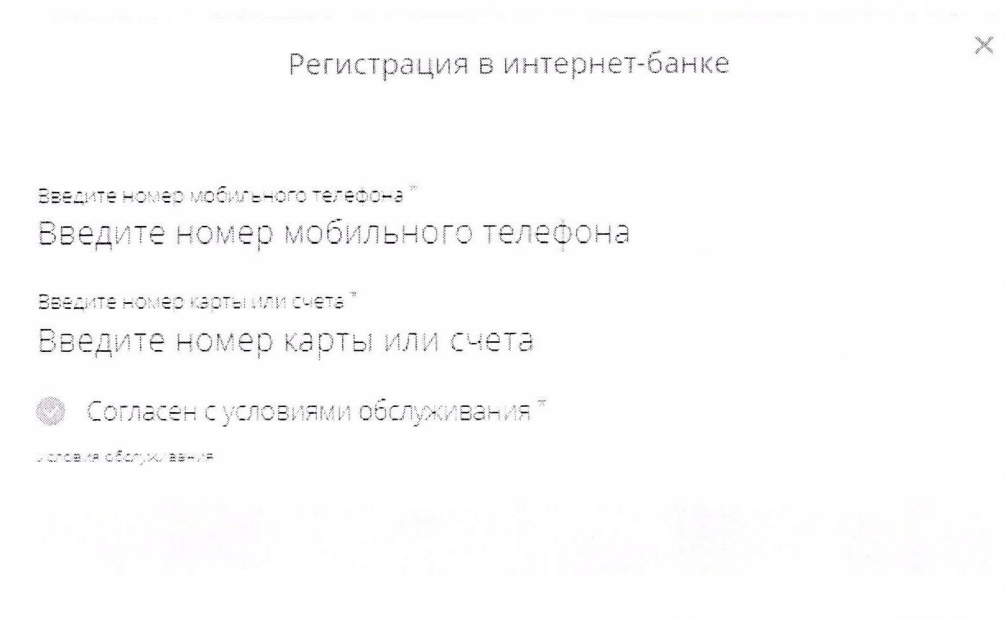 Регистрация в интернет-банке
Введите номер мобильного телефона *
Введите номер мобильного телефона
Введите номер карты или счета *
Введите номер карты или счета
Согласен с условиями обслуживания *
условия обслуживания